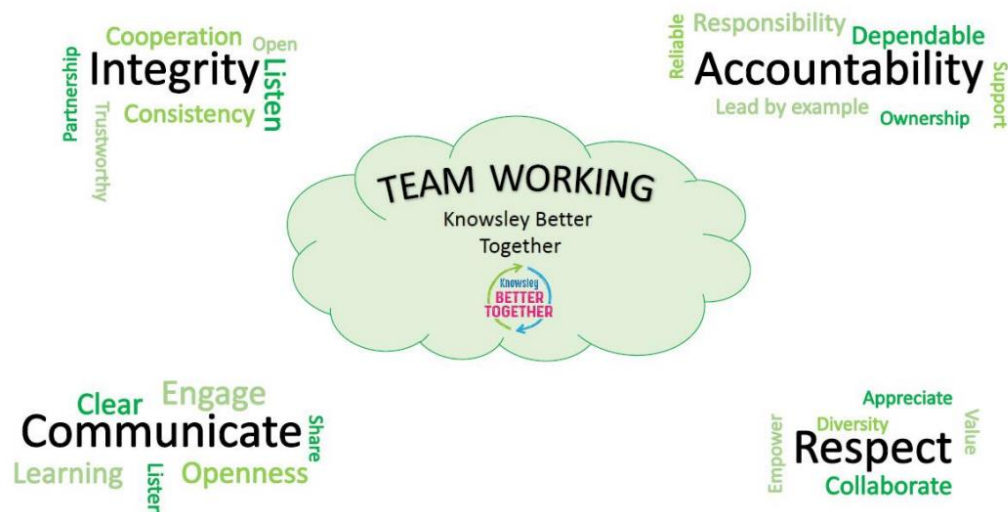 Cooperation
Open
Partnership
Integrity
Listen
Trustworthy
Consistency
Responsibility
Reliable
Dependable
Accountability
Support
Lead by example
Ownership
TEAM WORKING
Knowsley Better
Together
Knowsley
BETTER
TOGETHER
Clear
Engage
Communicate
Share
Learning
Listen
Openness
Appreciate
Empower
Diversity
Value
Respect
Collaborate